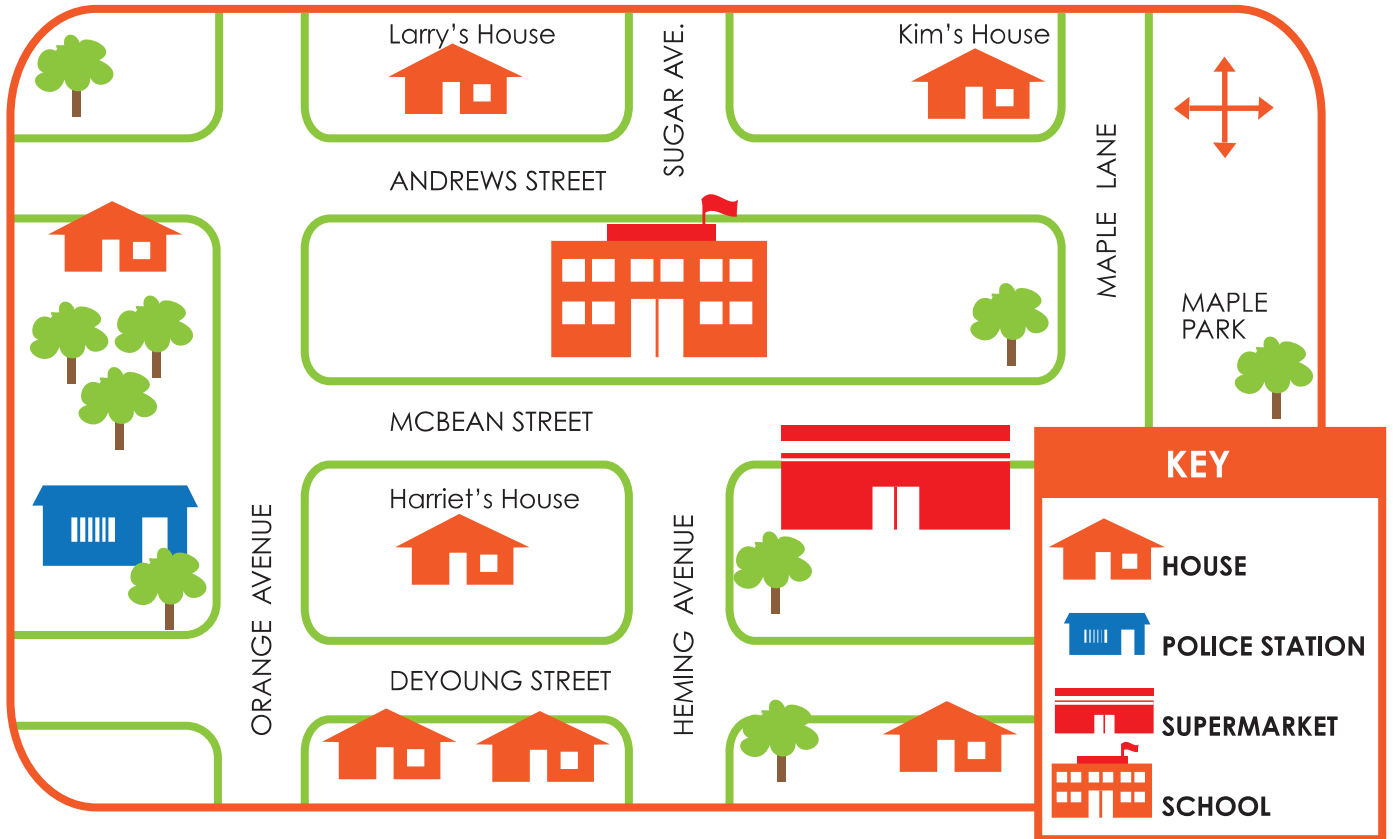 Larry's House
SUGAR AVE.
Kim's House
ANDREWS STREET
MAPLE LANE
MAPLE
PARK
MCBEAN STREET
Harriet's House
ORANGE AVENUE
HEMING AVENUE
DEYOUNG STREET
KEY
HOUSE
POLICE STATION
SUPERMARKET
SCHOOL